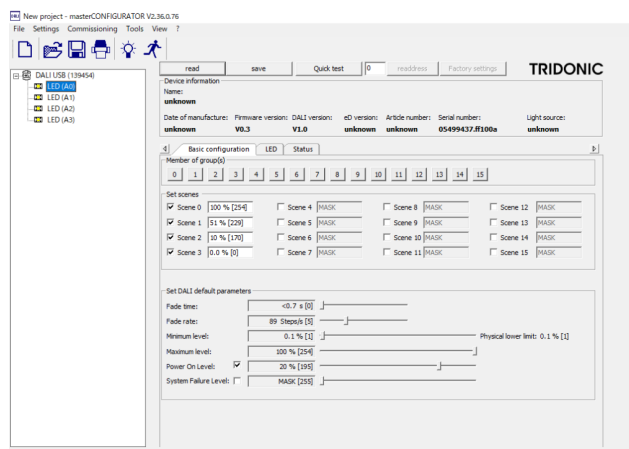 New project - masterCONFIGURATOR V2.36.0.76
File Settings Commissioning Tools View ?
DALI USB (139454)
LED (A0)
LED (A1)
LED (A2)
LED (A3)
read save Quick test 0 readdress Factory settings TRIDONIC
Device information
Name:
unknown
Date of manufacture: Firmware version: DALI version: eD version: Article number: Serial number: Light source:
unknown V0.3 V1.0 unknown unknown 05499437.ff100a unknown
Basic configuration LED Status
Member of group(s)
0 1 2 3 4 5 6 7 8 9 10 11 12 13 14 15
Set scenes
Scene 0 100 % [254] Scene 4 MASK Scene 8 MASK Scene 12 MASK
Scene 1 51 % [229] Scene 5 MASK Scene 9 MASK Scene 13 MASK
Scene 2 10 % [170] Scene 6 MASK Scene 10 MASK Scene 14 MASK
Scene 3 0.0 % [0] Scene 7 MASK Scene 11 MASK Scene 15 MASK
Set DALI default parameters
Fade time: <0.7 s [0]
Fade rate: 89 Steps/s [5]
Minimum level: 0.1 % [1] Physical lower limit: 0.1 % [1]
Maximum level: 100 % [254]
Power On Level: 20 % [195]
System Failure Level: MASK [255]